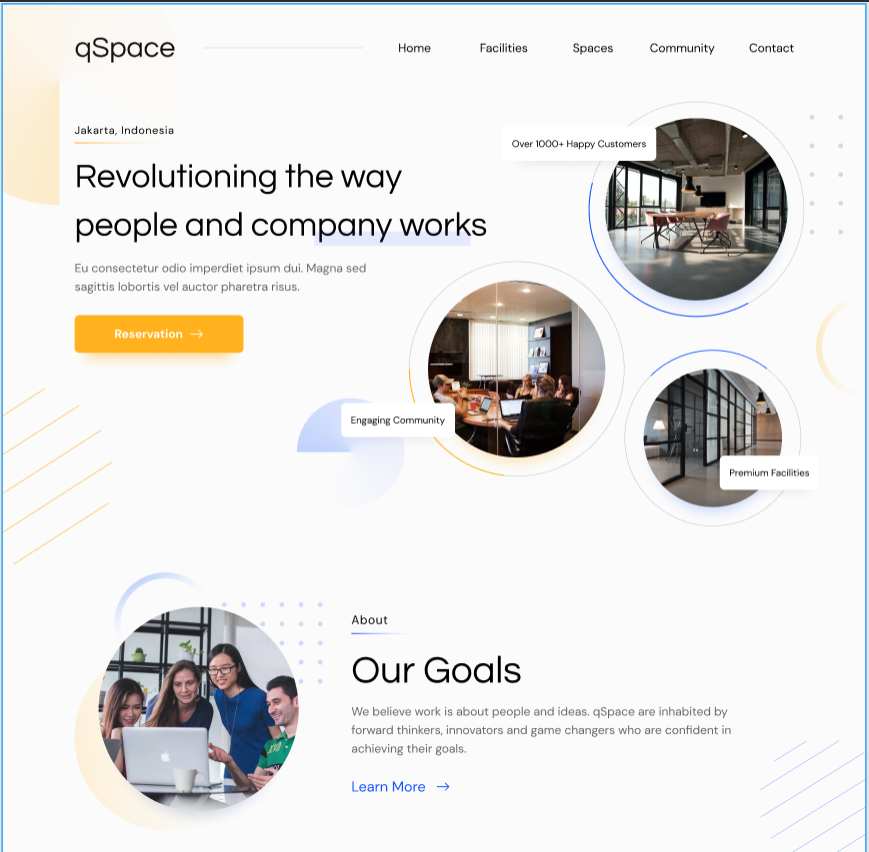 qSpace
Home
Facilities
Spaces
Community
Contact
Jakarta, Indonesia
Revolutioning the way
people and company works
Eu consectetur odio imperdiet ipsum dui. Magna sed
sagittis lobortis vel auctor pharetra risus.
Reservation →
Over 1000+ Happy Customers
Engaging Community
Premium Facilities
About
Our Goals
We believe work is about people and ideas. qSpace are inhabited by
forward thinkers, innovators and game changers who are confident in
achieving their goals.
Learn More →